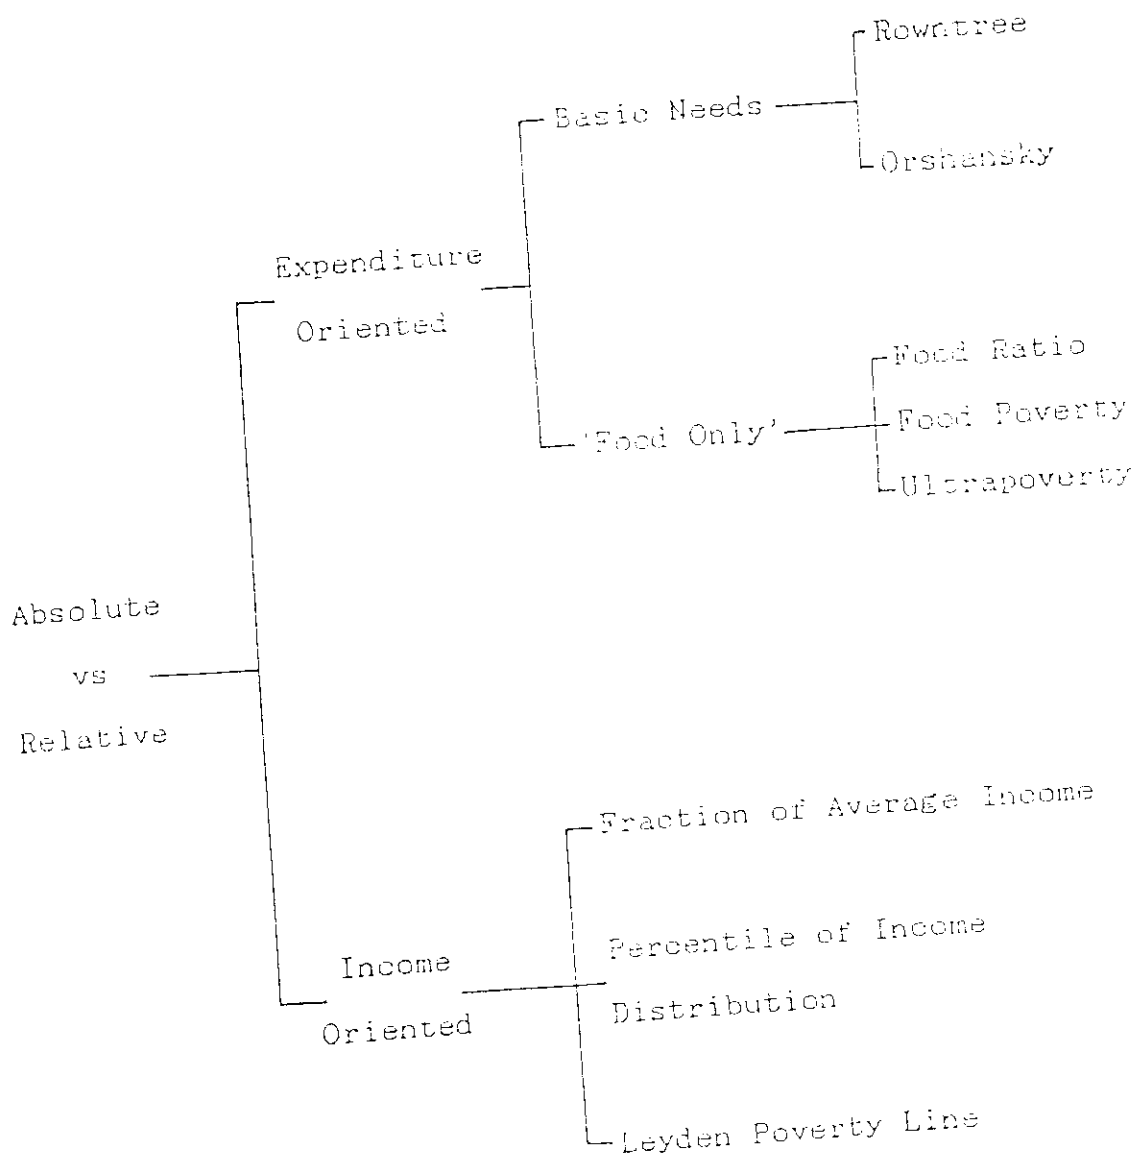 Rowntree
Basic Needs
Orshansky
Expenditure
Oriented
Food Ratio
'Food Only'
Food Poverty
Ultrapoverty
Absolute
vs
Relative
Fraction of Average Income
Income
Oriented
Percentile of Income
Distribution
Leyden Poverty Line